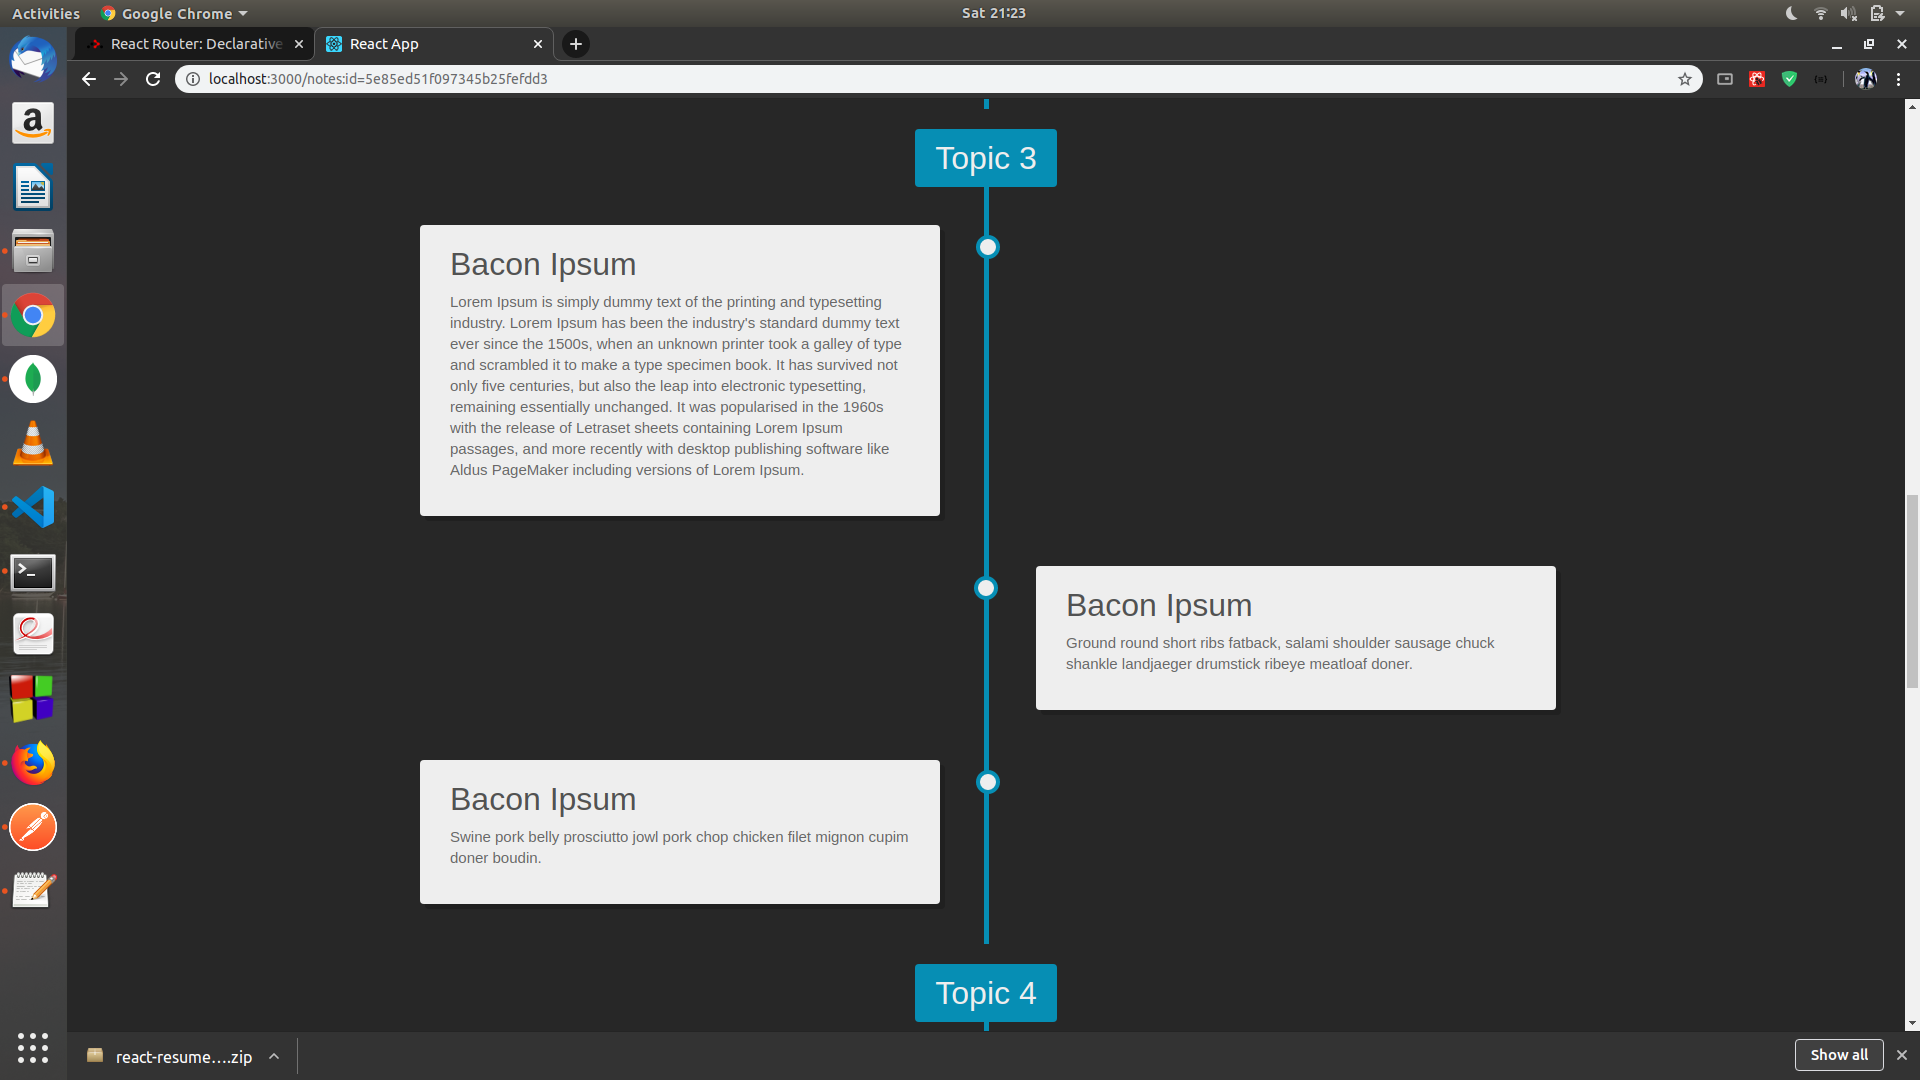 Activities
Google Chrome
Sat 21:23
React Router: Declarative
React App
localhost:3000/notes:id=5e85ed51f097345b25fefdd3
Topic 3
Bacon Ipsum
Lorem Ipsum is simply dummy text of the printing and typesetting
industry. Lorem Ipsum has been the industry's standard dummy text
ever since the 1500s, when an unknown printer took a galley of type
and scrambled it to make a type specimen book. It has survived not
only five centuries, but also the leap into electronic typesetting,
remaining essentially unchanged. It was popularised in the 1960s
with the release of Letraset sheets containing Lorem Ipsum
passages, and more recently with desktop publishing software like
Aldus PageMaker including versions of Lorem Ipsum.
Bacon Ipsum
Ground round short ribs fatback, salami shoulder sausage chuck
shankle landjaeger drumstick ribeye meatloaf doner.
Bacon Ipsum
Swine pork belly prosciutto jowl pork chop chicken filet mignon cupim
doner boudin.
Topic 4
react-resume....zip
Show all